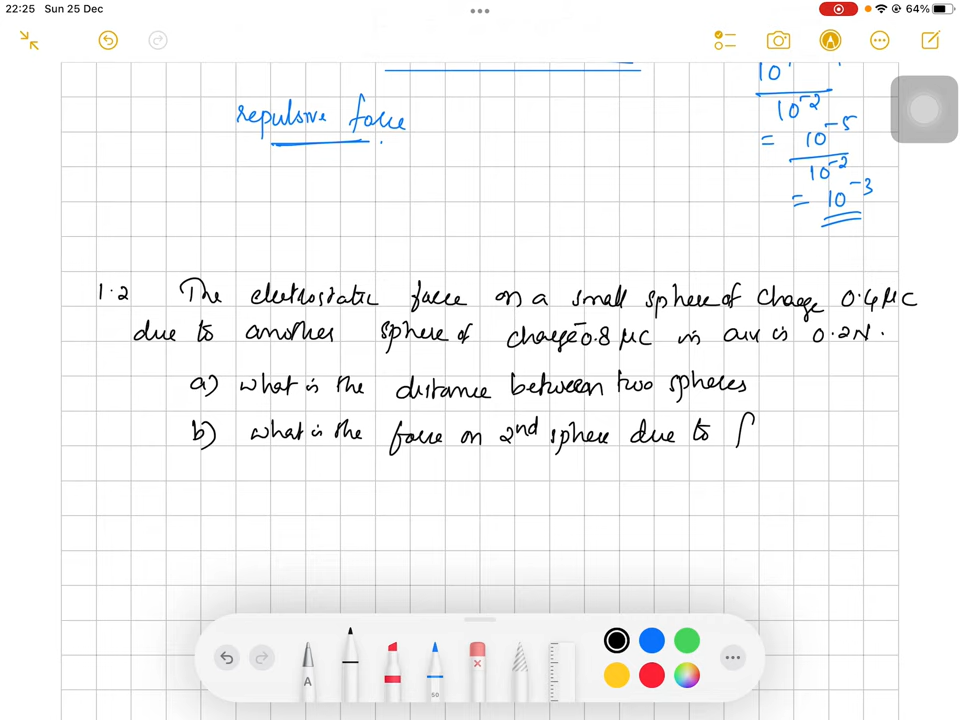 22:25 Sun 25 Dec
64%
10
10⁻²
repulsive force
= 10⁻⁵
10⁻²
= 10⁻³
1.2 The electrostatic force on a small sphere of charge 0.4 μC
due to another sphere of charge -0.8 μC in air is 0.2N.
a) what is the distance between two spheres
b) what is the force on 2nd sphere due to f
A
50